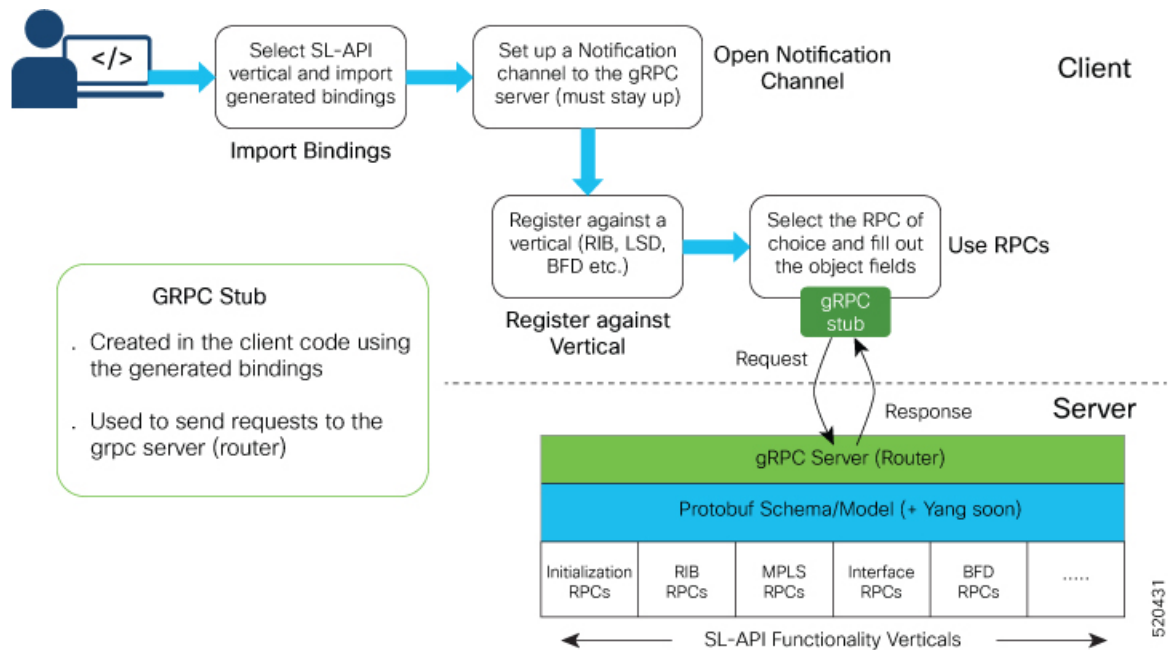 </>
Select SL-API
vertical and import
generated bindings
Import Bindings
Set up a Notification
channel to the gRPC
server (must stay up)
Open Notification
Channel
Client
Register against a
vertical (RIB, LSD,
BFD etc.)
Register against
Vertical
Select the RPC of
choice and fill out
the object fields
Use RPCs
gRPC
stub
Request
Response
GRPC Stub
. Created in the client code using
the generated bindings
. Used to send requests to the
grpc server (router)
Server
gRPC Server (Router)
Protobuf Schema/Model (+ Yang soon)
Initialization
RPCs
RIB
RPCs
MPLS
RPCs
Interface
RPCs
BFD
RPCs
.....
SL-API Functionality Verticals
520431